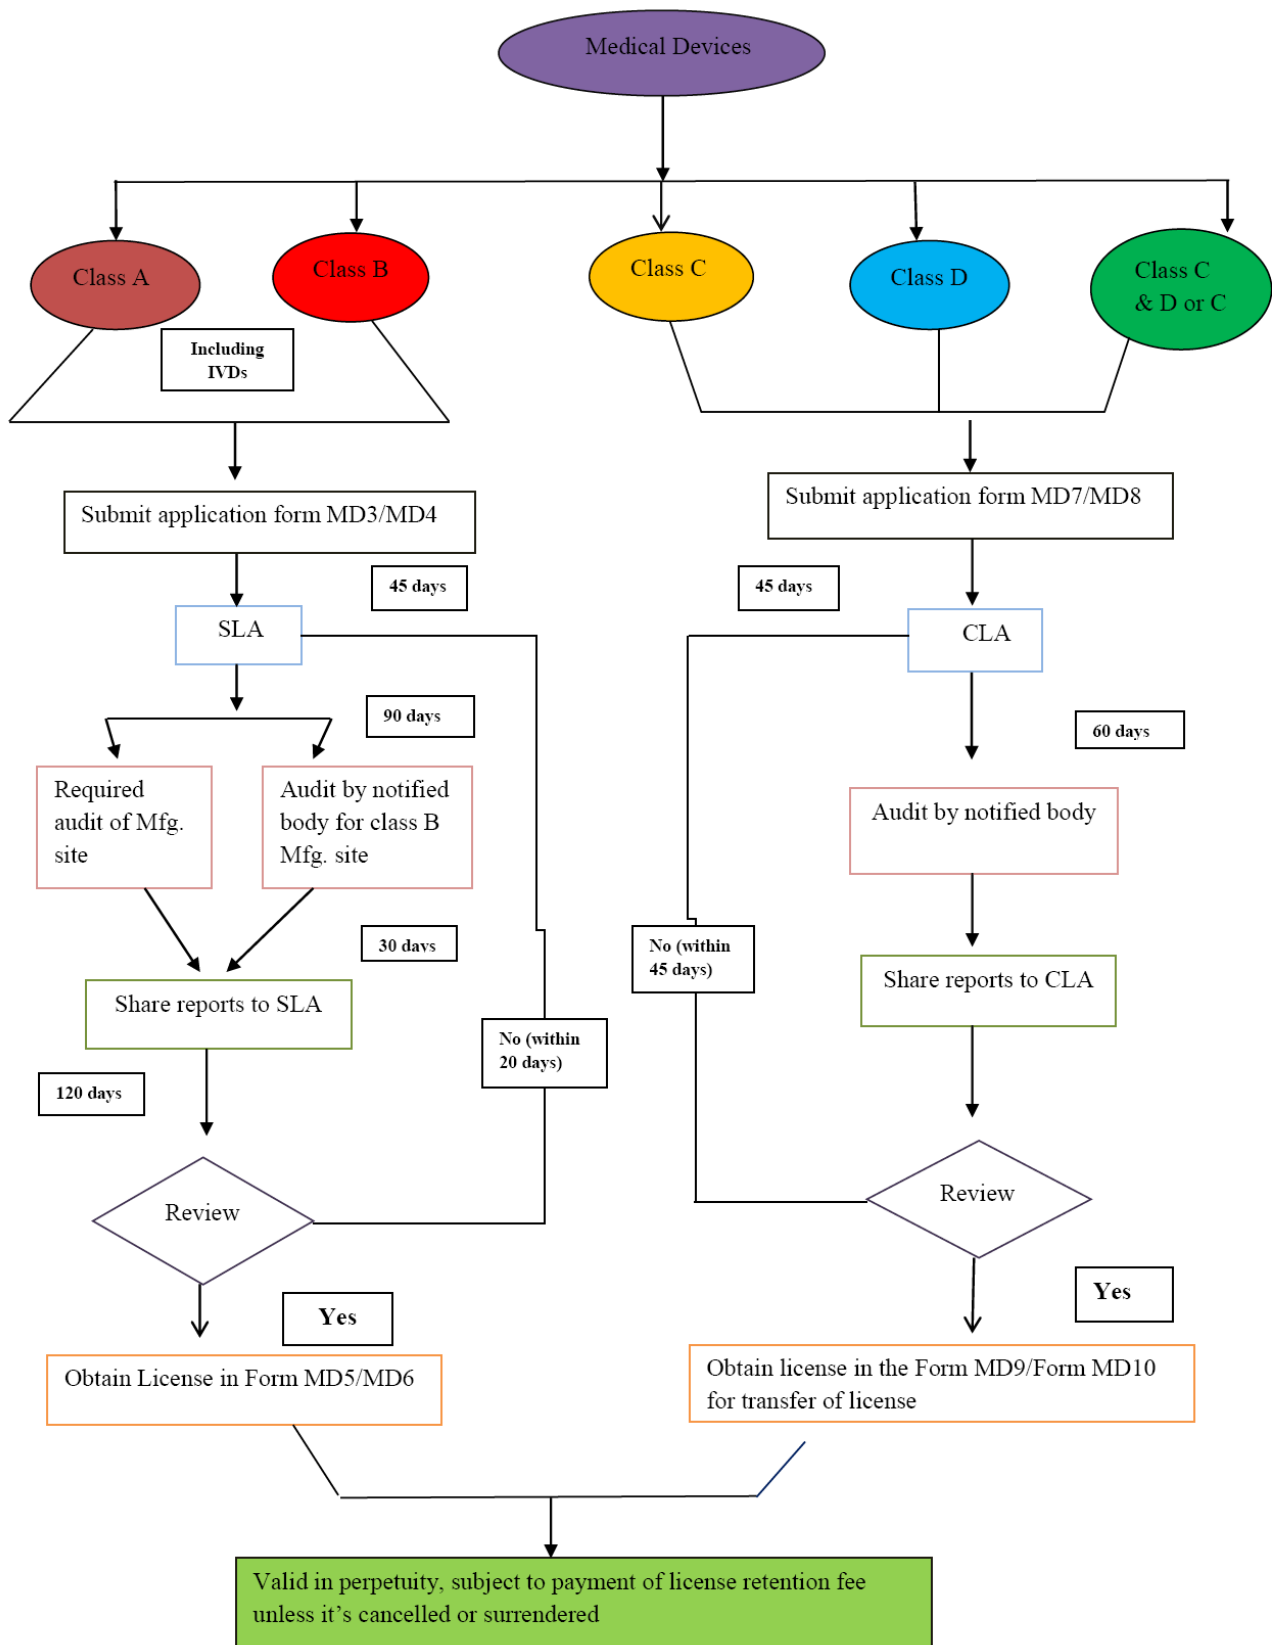 Medical Devices
Class A
Class B
Class C
Class D
Class C
& D or C
Including
IVDs
Submit application form MD3/MD4
Submit application form MD7/MD8
45 days
45 days
SLA
CLA
90 days
60 days
Required
audit of Mfg.
site
Audit by notified
body for class B
Mfg. site
Audit by notified body
30 days
No (within
45 days)
Share reports to SLA
Share reports to CLA
No (within
20 days)
120 days
Review
Review
Yes
Yes
Obtain License in Form MD5/MD6
Obtain license in the Form MD9/Form MD10
for transfer of license
Valid in perpetuity, subject to payment of license retention fee
unless it's cancelled or surrendered